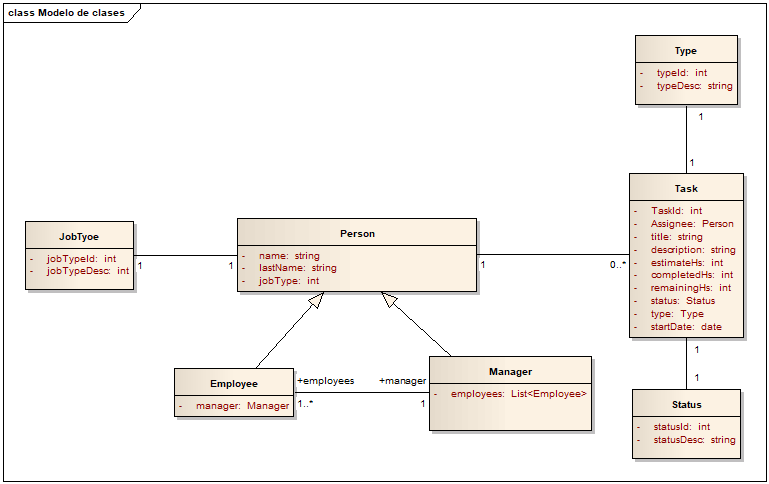 class Modelo de clases
Type
- typeId: int
- typeDesc: string
1
1
Task
- TaskId: int
- Assignee: Person
- title: string
- description: string
- estimateHs: int
- completedHs: int
- remainingHs: int
- status: Status
- type: Type
- startDate: date
JobTyoe
- jobTypeId: int
- jobTypeDesc: int
1
1
Person
- name: string
- lastName: string
- jobType: int
1
0..*
Employee
- manager: Manager
+employees
1..*
+manager
1
Manager
- employees: List<Employee>
1
1
Status
- statusId: int
- statusDesc: string